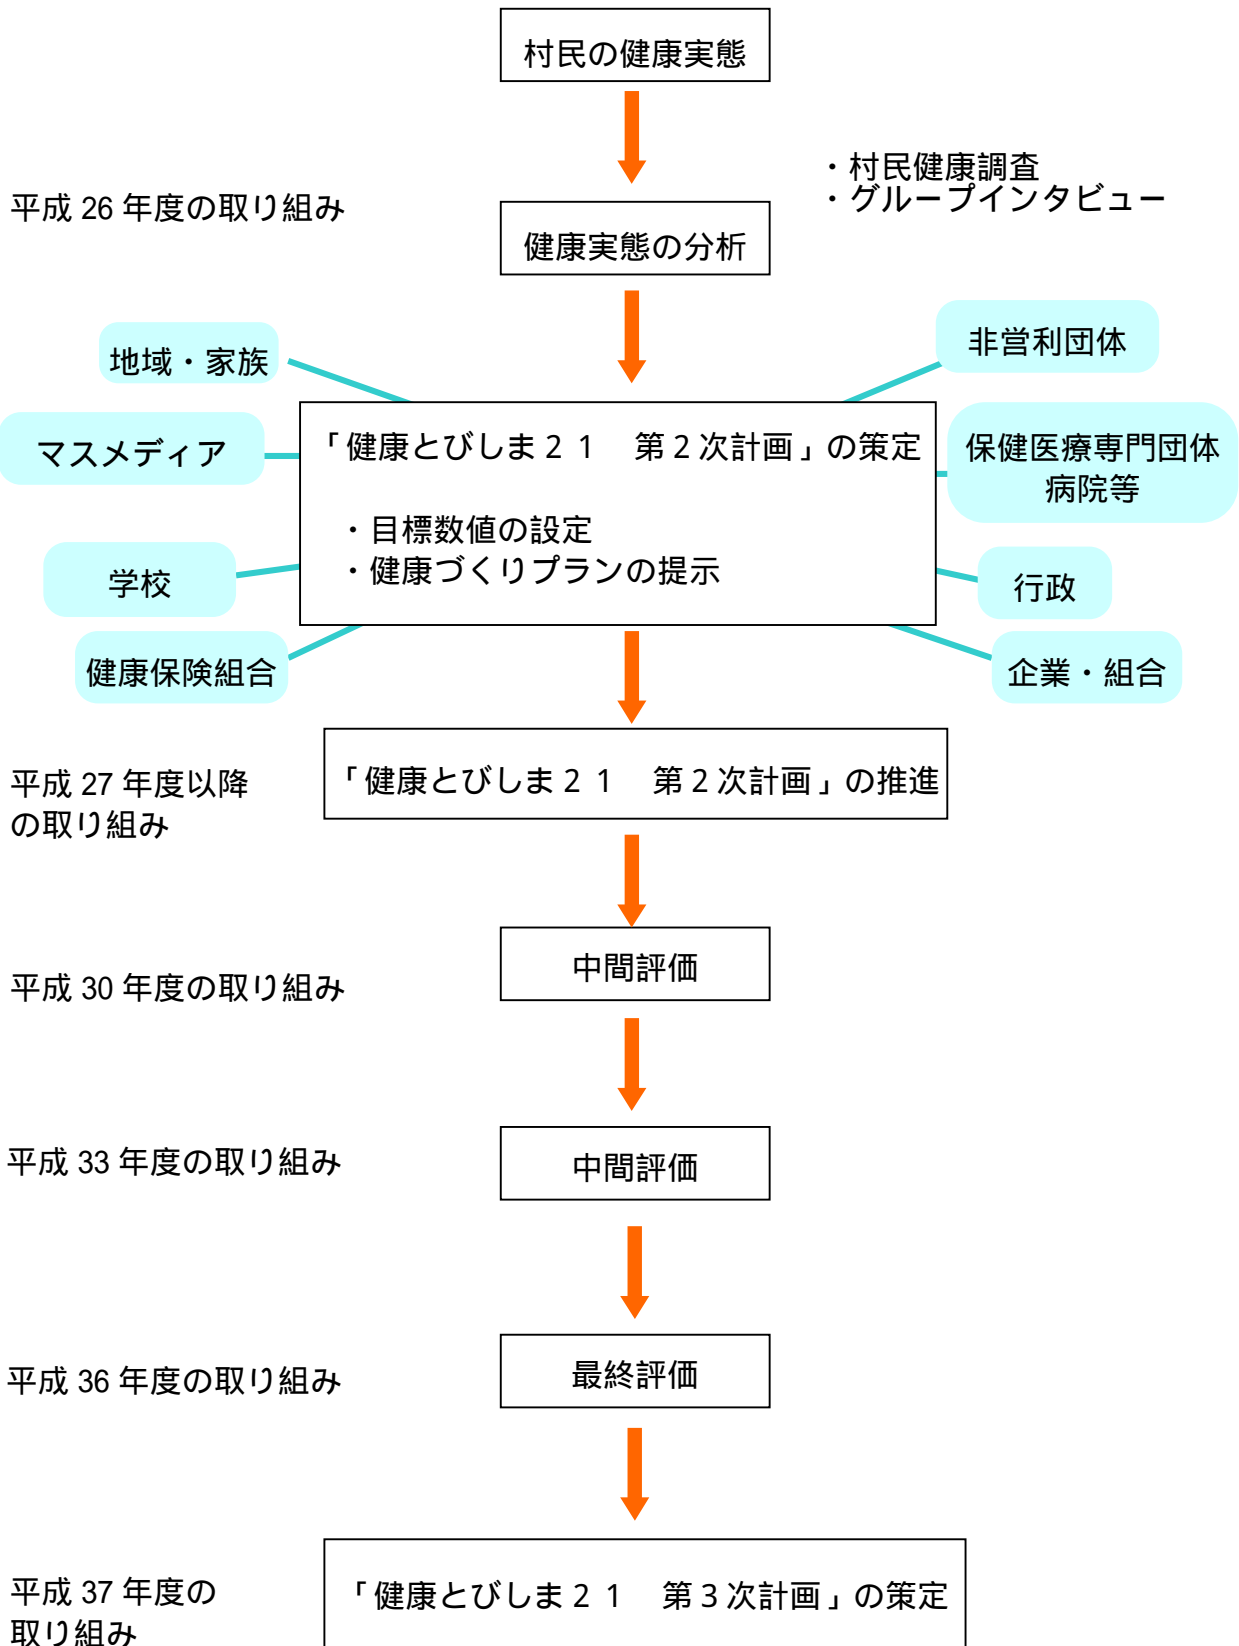 村民の健康実態
・村民健康調査
・グループインタビュー
平成 26 年度の取り組み
健康実態の分析
地域・家族
非営利団体
マスメディア
「健康とびしま２１　第２次計画」の策定
・目標数値の設定
・健康づくりプランの提示
保健医療専門団体
病院等
学校
行政
健康保険組合
企業・組合
平成 27 年度以降
の取り組み
「健康とびしま２１　第２次計画」の推進
平成 30 年度の取り組み
中間評価
平成 33 年度の取り組み
中間評価
平成 36 年度の取り組み
最終評価
平成 37 年度の
取り組み
「健康とびしま２１　第３次計画」の策定